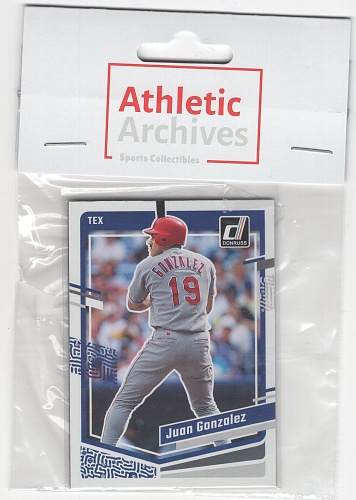 Athletic
Archives
Sports Collectibles
TEX
D
DONRUSS
GONZALEZ
19
Juan Gonzalez